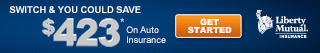 SWITCH & YOU COULD SAVE
$423* On Auto Insurance
GET STARTED
Liberty Mutual.
INSURANCE